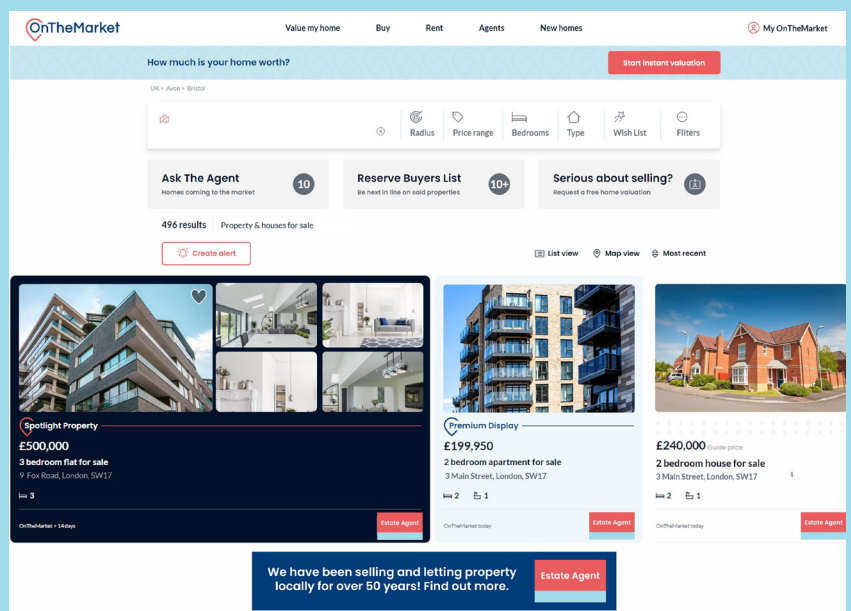 OnTheMarket
Value my home
Buy
Rent
Agents
New homes
My OnTheMarket
How much is your home worth?
Start instant valuation
UK > Avon > Bristol
Radius
Price range
Bedrooms
Type
Wish List
Filters
Ask The Agent
Homes coming to the market
10
Reserve Buyers List
Be next in line on sold properties
10+
Serious about selling?
Request a free home valuation
496 results
Property & houses for sale
Create alert
List view
Map view
Most recent
Spotlight Property
£500,000
3 bedroom flat for sale
9 Fox Road, London, SW17
3
OnTheMarket > 14 days
Estate Agent
Premium Display
£199,950
2 bedroom apartment for sale
3 Main Street, London, SW17
2 1
OnTheMarket today
Estate Agent
£240,000 Guide price
2 bedroom house for sale
3 Main Street, London, SW17
2 1
OnTheMarket today
Estate Agent
We have been selling and letting property
locally for over 50 years! Find out more.
Estate Agent